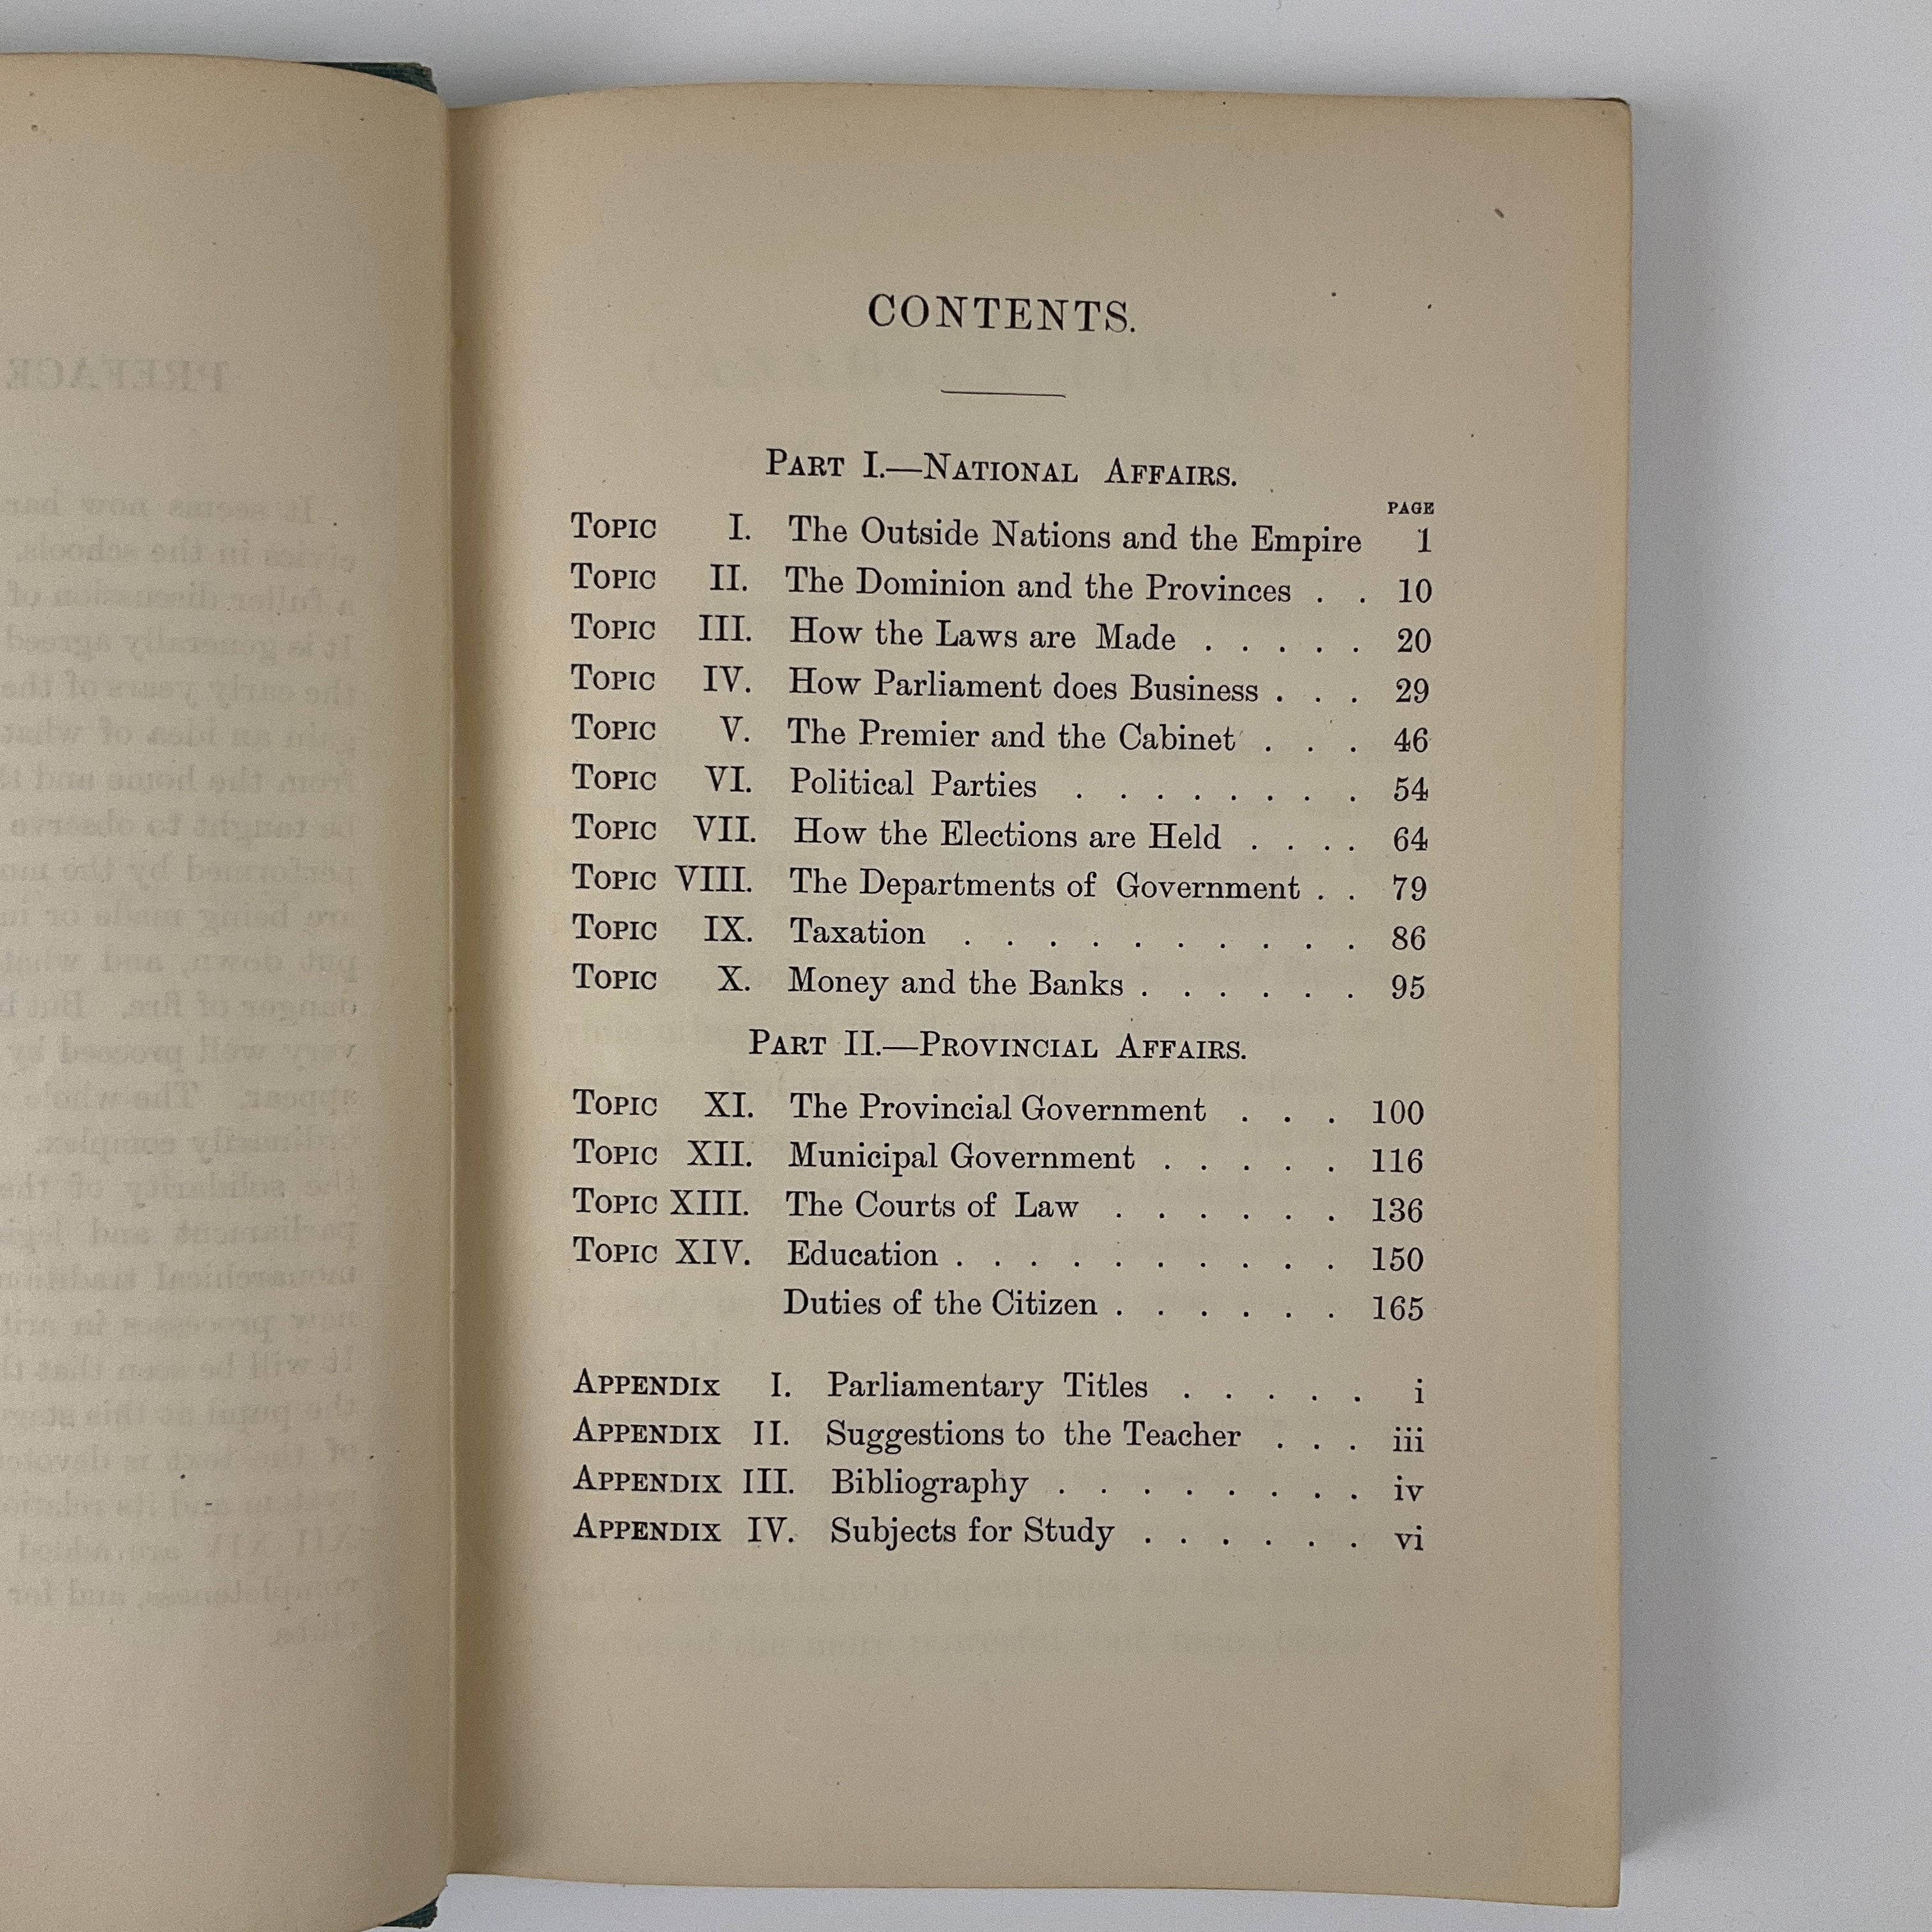 CONTENTS.
PART I.—NATIONAL AFFAIRS.
PAGE
TOPIC I. The Outside Nations and the Empire 1
TOPIC II. The Dominion and the Provinces . . 10
TOPIC III. How the Laws are Made . . . . . 20
TOPIC IV. How Parliament does Business . . . 29
TOPIC V. The Premier and the Cabinet . . . 46
TOPIC VI. Political Parties . . . . . . . . 54
TOPIC VII. How the Elections are Held . . . . 64
TOPIC VIII. The Departments of Government . . 79
TOPIC IX. Taxation . . . . . . . . . . 86
TOPIC X. Money and the Banks . . . . . . 95
PART II.—PROVINCIAL AFFAIRS.
TOPIC XI. The Provincial Government . . . 100
TOPIC XII. Municipal Government . . . . . 116
TOPIC XIII. The Courts of Law . . . . . . 136
TOPIC XIV. Education . . . . . . . . . . 150
Duties of the Citizen . . . . . . 165
APPENDIX I. Parliamentary Titles . . . . . i
APPENDIX II. Suggestions to the Teacher . . . iii
APPENDIX III. Bibliography . . . . . . . . iv
APPENDIX IV. Subjects for Study . . . . . . vi